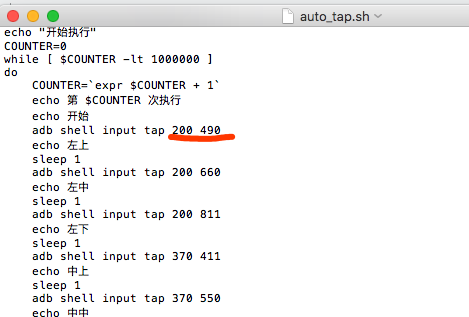 auto_tap.sh
echo "开始执行"
COUNTER=0
while [ $COUNTER -lt 1000000 ]
do
COUNTER=`expr $COUNTER + 1`
echo 第 $COUNTER 次执行
echo 开始
adb shell input tap 200 490
echo 左上
sleep 1
adb shell input tap 200 660
echo 左中
sleep 1
adb shell input tap 200 811
echo 左下
sleep 1
adb shell input tap 370 411
echo 中上
sleep 1
adb shell input tap 370 550
echo 中中